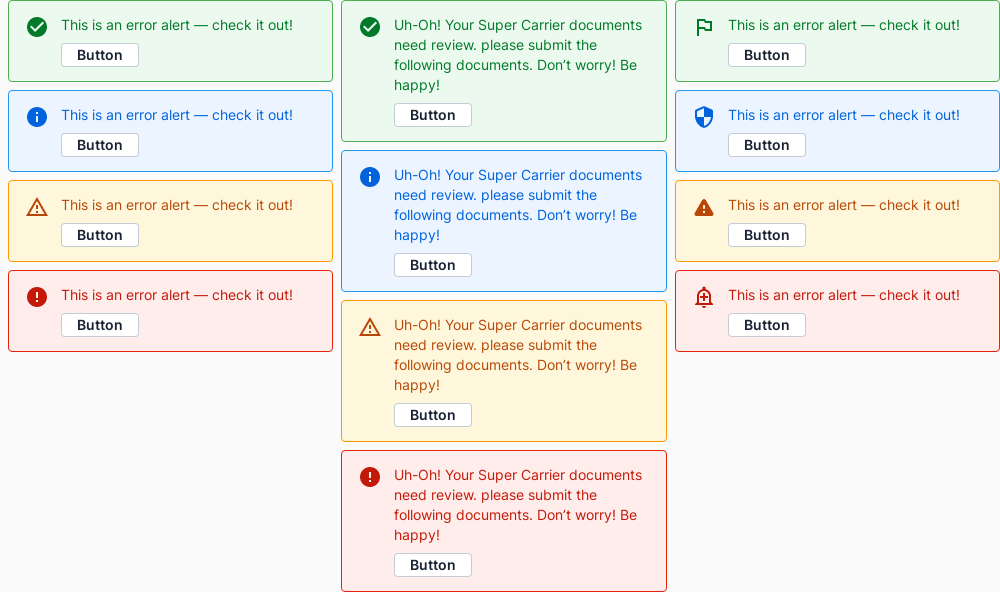 This is an error alert — check it out!
Button
This is an error alert — check it out!
Button
This is an error alert — check it out!
Button
This is an error alert — check it out!
Button
Uh-Oh! Your Super Carrier documents
need review. please submit the
following documents. Don’t worry! Be
happy!
Button
Uh-Oh! Your Super Carrier documents
need review. please submit the
following documents. Don’t worry! Be
happy!
Button
Uh-Oh! Your Super Carrier documents
need review. please submit the
following documents. Don’t worry! Be
happy!
Button
Uh-Oh! Your Super Carrier documents
need review. please submit the
following documents. Don’t worry! Be
happy!
Button
This is an error alert — check it out!
Button
This is an error alert — check it out!
Button
This is an error alert — check it out!
Button
This is an error alert — check it out!
Button